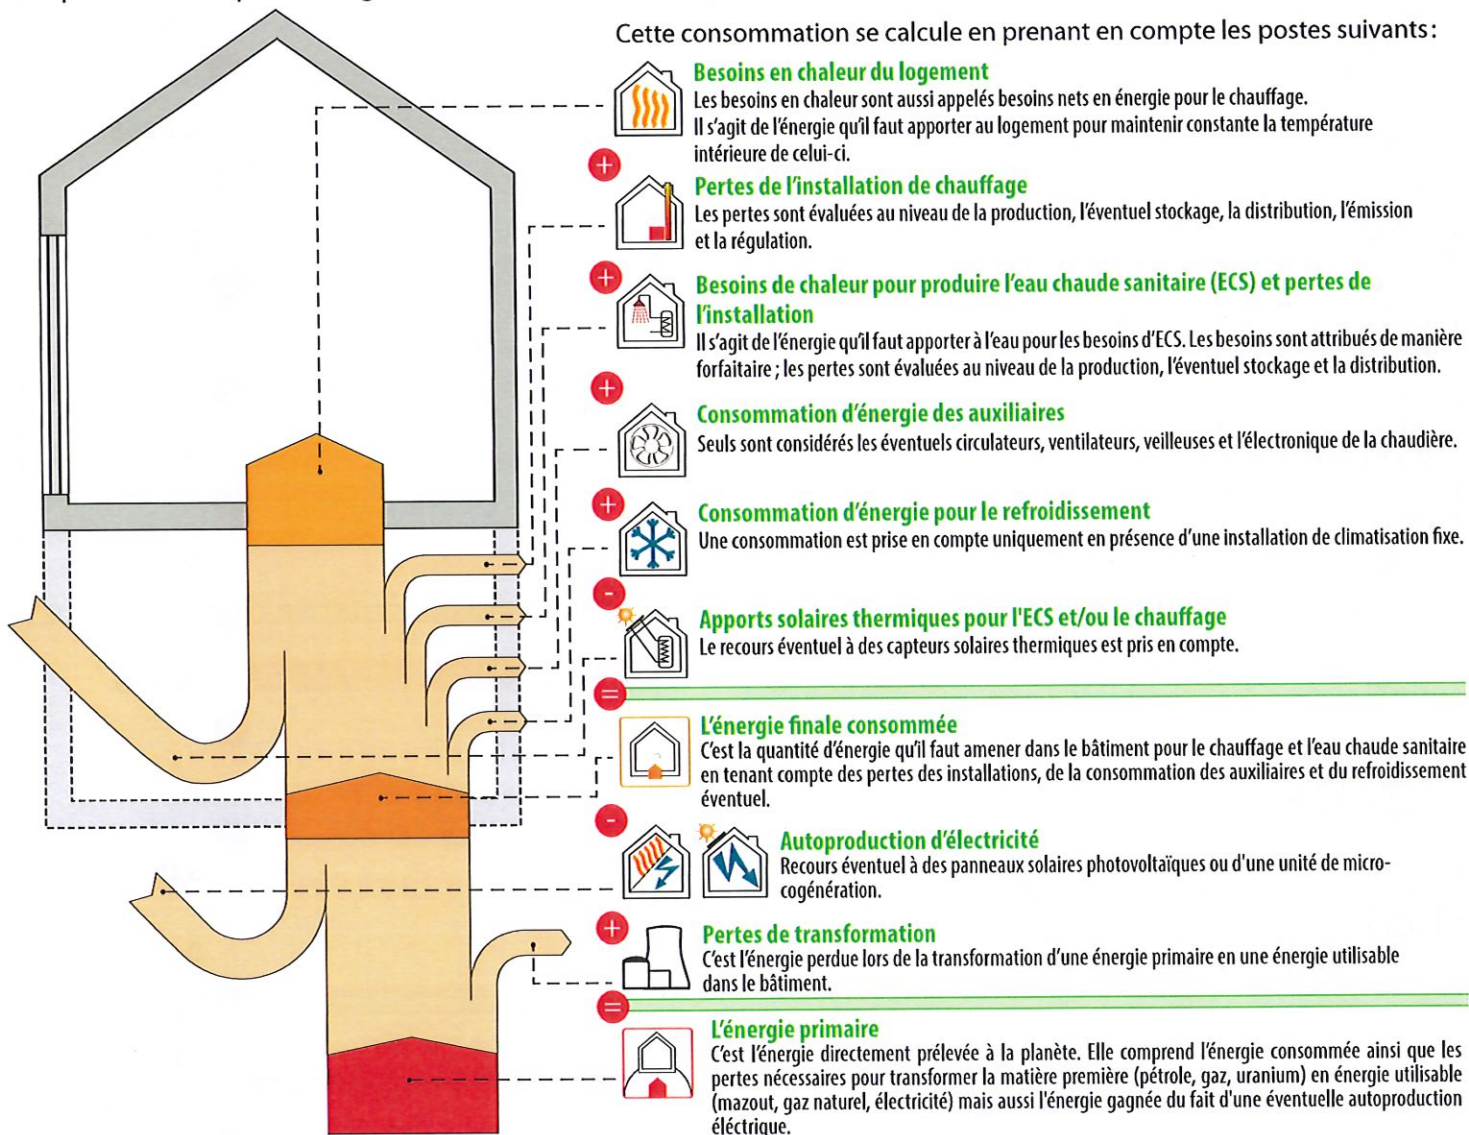 Cette consommation se calcule en prenant en compte les postes suivants :
Besoins en chaleur du logement
Les besoins en chaleur sont aussi appelés besoins nets en énergie pour le chauffage.
Il s'agit de l'énergie qu'il faut apporter au logement pour maintenir constante la température
intérieure de celui-ci.
+
Pertes de l'installation de chauffage
Les pertes sont évaluées au niveau de la production, l'éventuel stockage, la distribution, l'émission
et la régulation.
+
Besoins de chaleur pour produire l'eau chaude sanitaire (ECS) et pertes de
l'installation
Il s'agit de l'énergie qu'il faut apporter à l'eau pour les besoins d'ECS. Les besoins sont attribués de manière
forfaitaire ; les pertes sont évaluées au niveau de la production, l'éventuel stockage et la distribution.
+
Consommation d'énergie des auxiliaires
Seuls sont considérés les éventuels circulateurs, ventilateurs, veilleuses et l'électronique de la chaudière.
+
Consommation d'énergie pour le refroidissement
Une consommation est prise en compte uniquement en présence d'une installation de climatisation fixe.
-
Apports solaires thermiques pour l'ECS et/ou le chauffage
Le recours éventuel à des capteurs solaires thermiques est pris en compte.
=
L'énergie finale consommée
C'est la quantité d'énergie qu'il faut amener dans le bâtiment pour le chauffage et l'eau chaude sanitaire
en tenant compte des pertes des installations, de la consommation des auxiliaires et du refroidissement
éventuel.
-
Autoproduction d'électricité
Recours éventuel à des panneaux solaires photovoltaïques ou d'une unité de micro-
cogénération.
+
Pertes de transformation
C'est l'énergie perdue lors de la transformation d'une énergie primaire en une énergie utilisable
dans le bâtiment.
=
L'énergie primaire
C'est l'énergie directement prélevée à la planète. Elle comprend l'énergie consommée ainsi que les
pertes nécessaires pour transformer la matière première (pétrole, gaz, uranium) en énergie utilisable
(mazout, gaz naturel, électricité) mais aussi l'énergie gagnée du fait d'une éventuelle autoproduction
éléctrique.